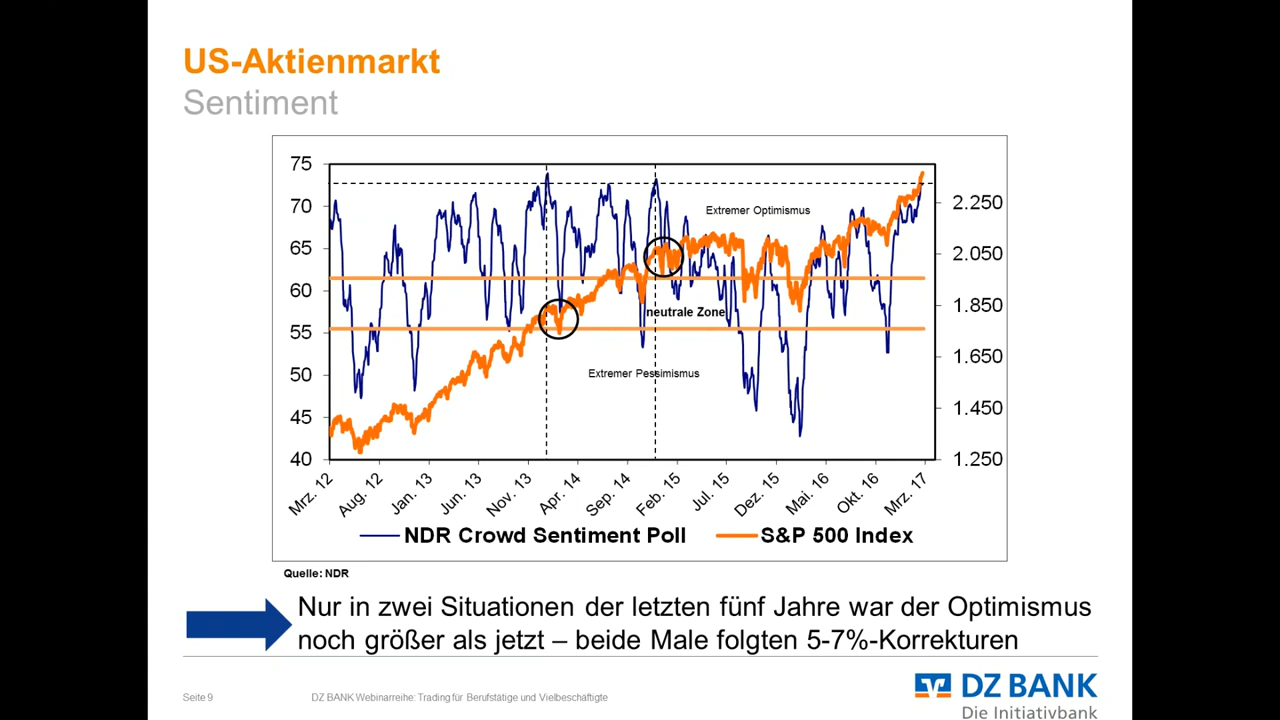 US-Aktienmarkt
Sentiment
75
70
65
60
55
50
45
40
2.250
2.050
1.850
1.650
1.450
1.250
Extremer Optimismus
neutrale Zone
Extremer Pessimismus
Mrz. 12
Aug. 12
Jan. 13
Jun. 13
Nov. 13
Apr. 14
Sep. 14
Feb. 15
Jul. 15
Dez. 15
Mai. 16
Okt. 16
Mrz. 17
NDR Crowd Sentiment Poll
S&P 500 Index
Quelle: NDR
Nur in zwei Situationen der letzten fünf Jahre war der Optimismus
noch größer als jetzt – beide Male folgten 5-7%-Korrekturen
Seite 9
DZ BANK Webinarreihe: Trading für Berufstätige und Vielbeschäftigte
DZ BANK
Die Initiativbank